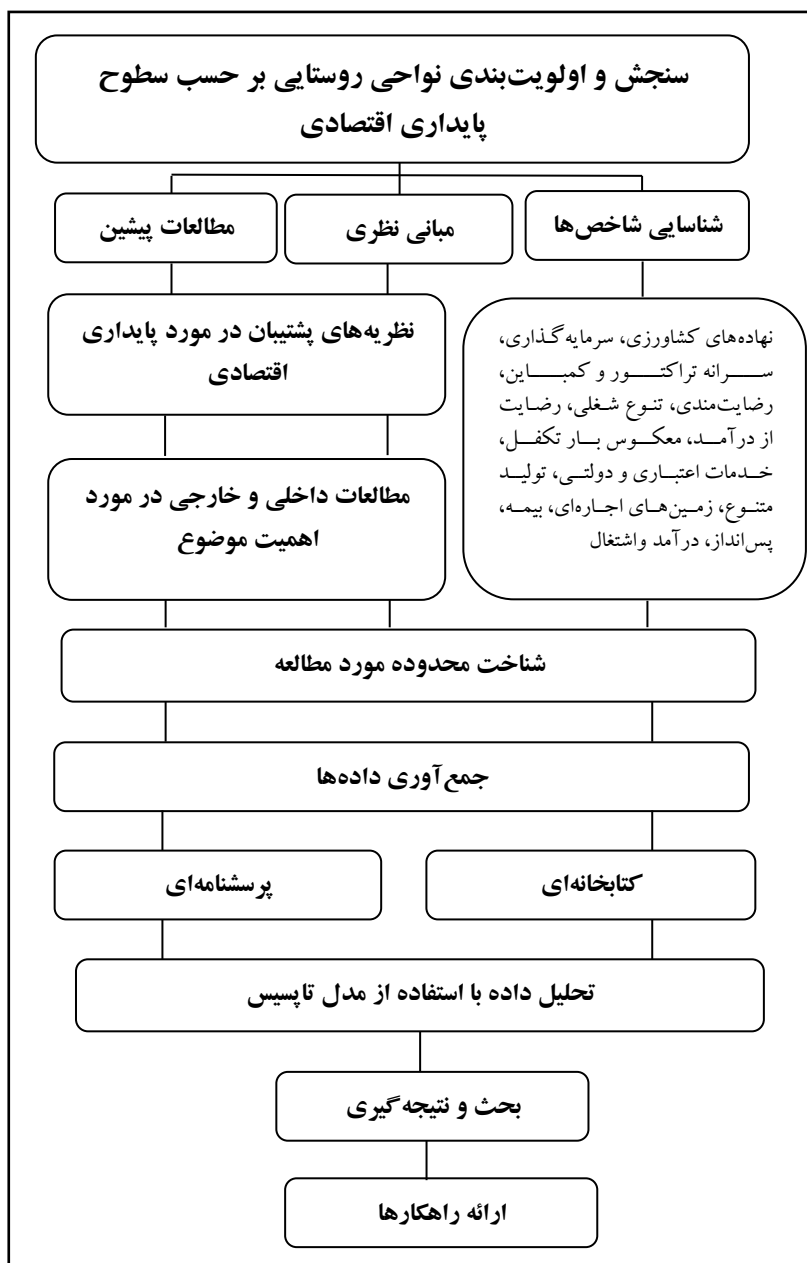 سنجش و اولویت‌بندی نواحی روستایی بر حسب سطوح
پایداری اقتصادی
شناسایی شاخص‌ها
مبانی نظری
مطالعات پیشین
نهاده‌های کشاورزی، سرمایه‌گذاری،
سرانه تراکتور و کمباین،
رضایت‌مندی، تنوع شغلی، رضایت
از درآمد، معکوس بار تکفل،
خدمات اعتباری و دولتی، تولید
متنوع، زمین‌های اجاره‌ای، بیمه،
پس‌انداز، درآمد واشتغال
نظریه‌های پشتیبان در مورد پایداری
اقتصادی
مطالعات داخلی و خارجی در مورد
اهمیت موضوع
شناخت محدوده مورد مطالعه
جمع‌آوری داده‌ها
کتابخانه‌ای
پرسشنامه‌ای
تحلیل داده با استفاده از مدل تاپسیس
بحث و نتیجه‌گیری
ارائه راهکارها